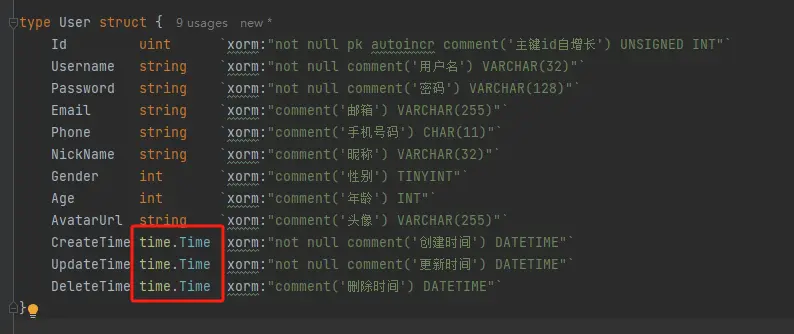 type User struct { 9 usages new *
Id uint `xorm:"not null pk autoincr comment('主键id自增长') UNSIGNED INT"`
Username string `xorm:"not null comment('用户名') VARCHAR(32)"`
Password string `xorm:"not null comment('密码') VARCHAR(128)"`
Email string `xorm:"comment('邮箱') VARCHAR(255)"`
Phone string `xorm:"comment('手机号码') CHAR(11)"`
NickName string `xorm:"comment('昵称') VARCHAR(32)"`
Gender int `xorm:"comment('性别') TINYINT"`
Age int `xorm:"comment('年龄') INT"`
AvatarUrl string `xorm:"comment('头像') VARCHAR(255)"`
CreateTime time.Time `xorm:"not null comment('创建时间') DATETIME"`
UpdateTime time.Time `xorm:"not null comment('更新时间') DATETIME"`
DeleteTime time.Time `xorm:"comment('删除时间') DATETIME"`
}